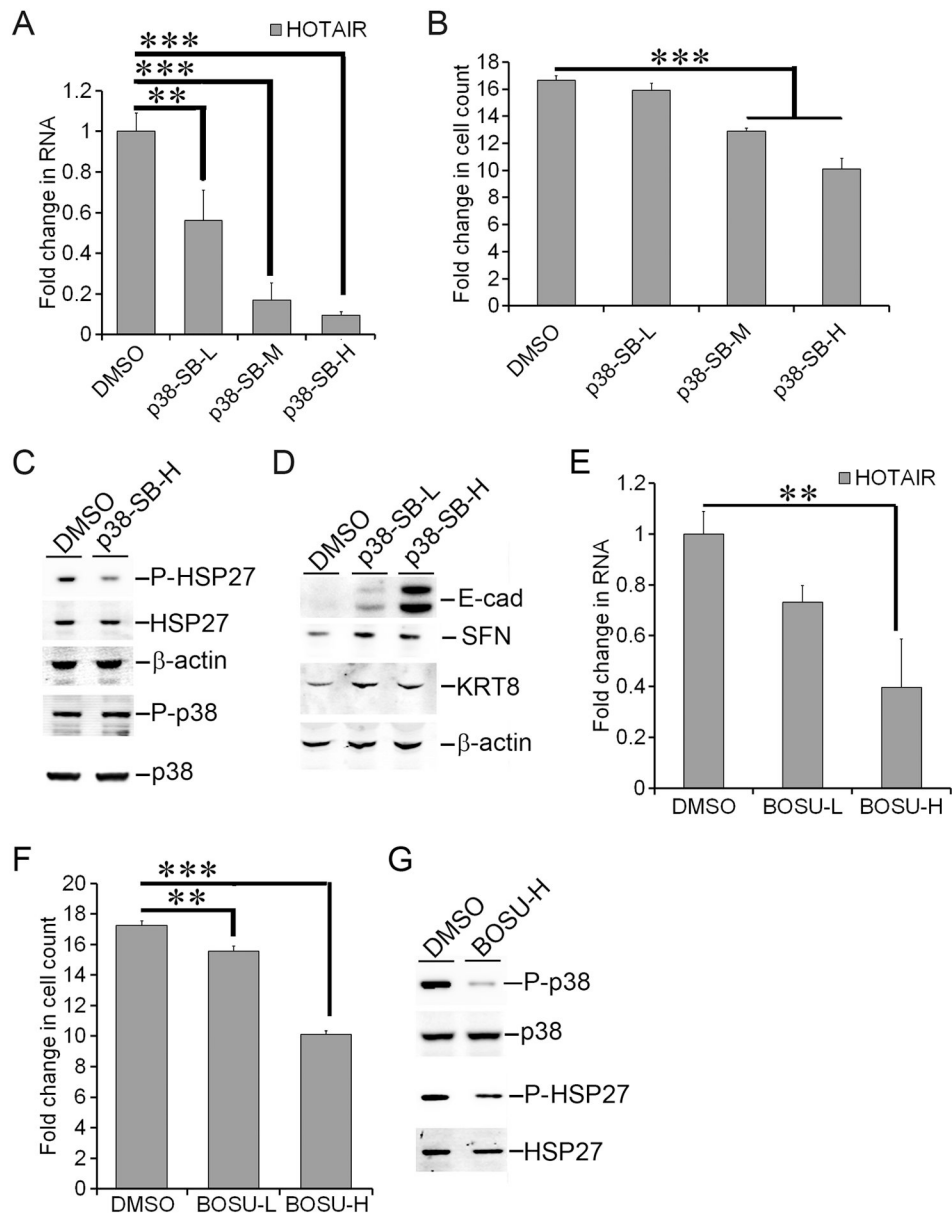 A
HOTAIR
***
***
**
Fold change in RNA
1.2
1
0.8
0.6
0.4
0.2
0
DMSO
p38-SB-L
p38-SB-M
p38-SB-H
B
***
Fold change in cell count
18
16
14
12
10
8
6
4
2
0
DMSO
p38-SB-L
p38-SB-M
p38-SB-H
C
DMSO
p38-SB-H
P-HSP27
HSP27
β-actin
P-p38
p38
D
DMSO
p38-SB-L
p38-SB-H
E-cad
SFN
KRT8
β-actin
E
HOTAIR
**
Fold change in RNA
1.2
1
0.8
0.6
0.4
0.2
0
DMSO
BOSU-L
BOSU-H
F
***
**
Fold change in cell count
20
18
16
14
12
10
8
6
4
2
0
DMSO
BOSU-L
BOSU-H
G
DMSO
BOSU-H
P-p38
p38
P-HSP27
HSP27